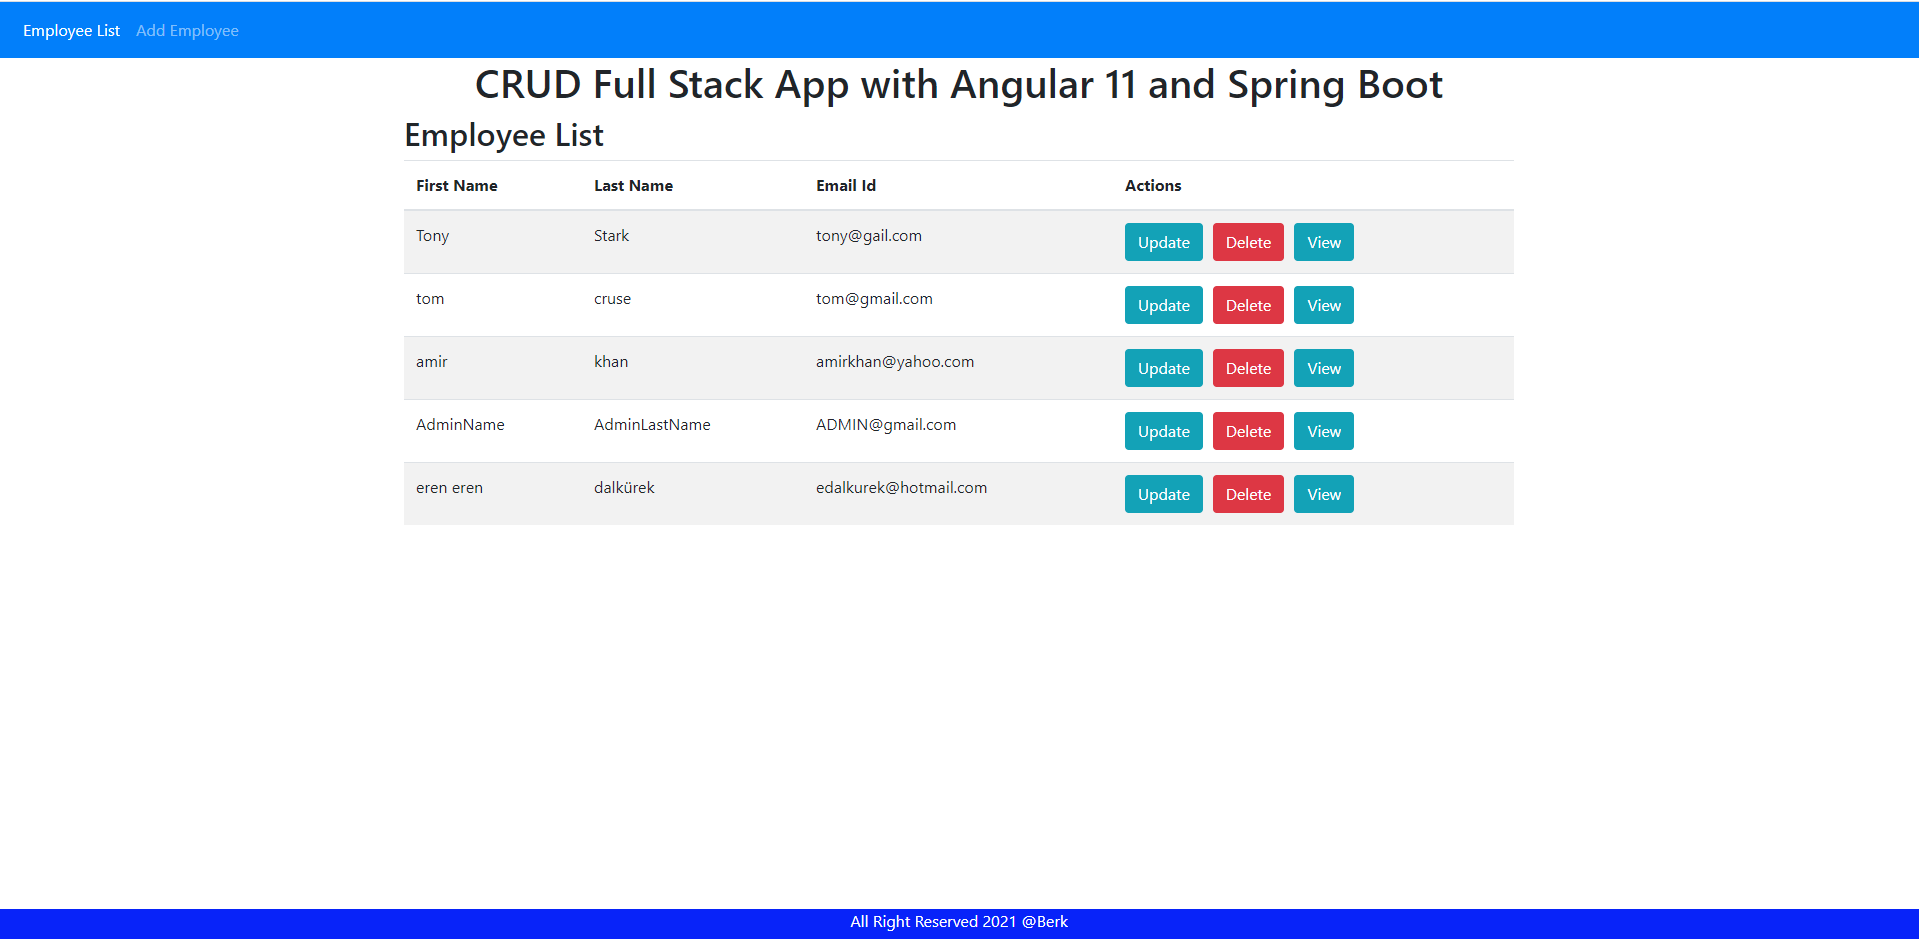 Employee List Add Employee
CRUD Full Stack App with Angular 11 and Spring Boot
Employee List
First Name Last Name Email Id Actions
Tony Stark tony@gail.com Update Delete View
tom cruse tom@gmail.com Update Delete View
amir khan amirkhan@yahoo.com Update Delete View
AdminName AdminLastName ADMIN@gmail.com Update Delete View
eren eren dalkürek edalkurek@hotmail.com Update Delete View
All Right Reserved 2021 @Berk